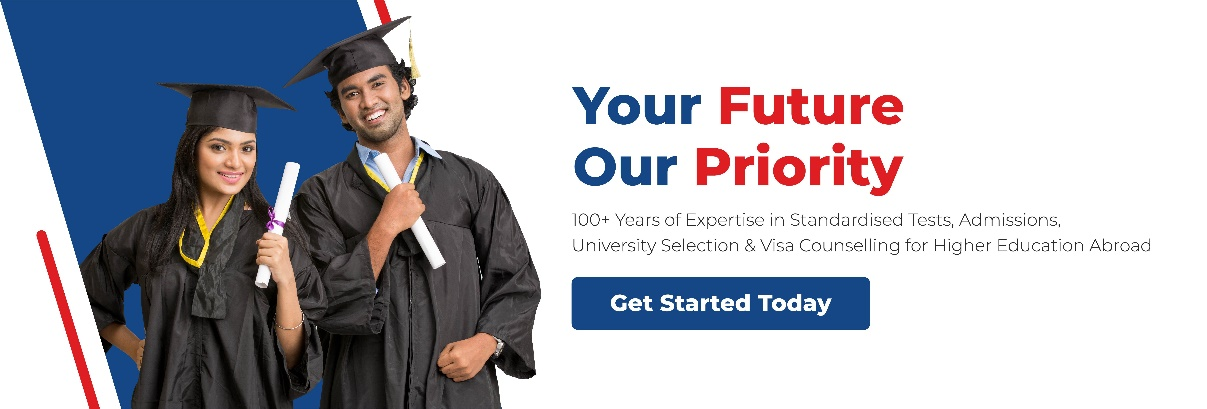 Your Future
Our Priority
100+ Years of Expertise in Standardised Tests, Admissions,
University Selection & Visa Counselling for Higher Education Abroad
Get Started Today